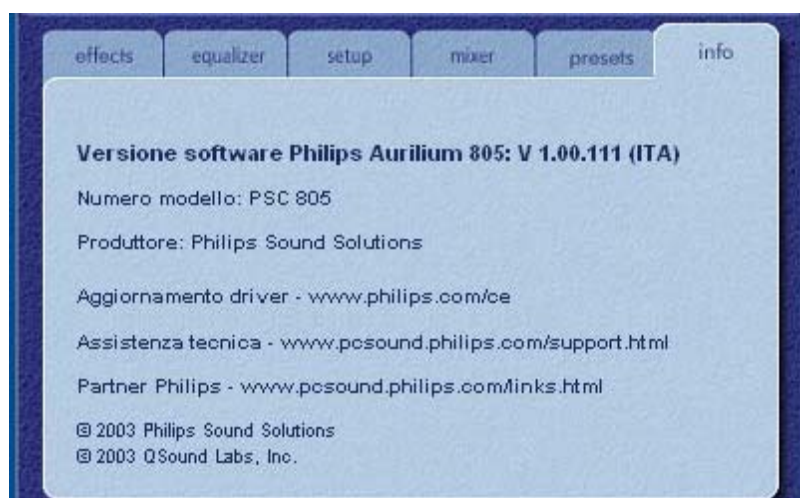 effects equalizer setup mixer presets info
Versione software Philips Aurilium 805: V 1.00.111 (ITA)
Numero modello: PSC 805
Produttore: Philips Sound Solutions
Aggiornamento driver - www.philips.com/ce
Assistenza tecnica - www.pcsound.philips.com/support.html
Partner Philips - www.pcsound.philips.com/links.html
© 2003 Philips Sound Solutions
© 2003 QSound Labs, Inc.